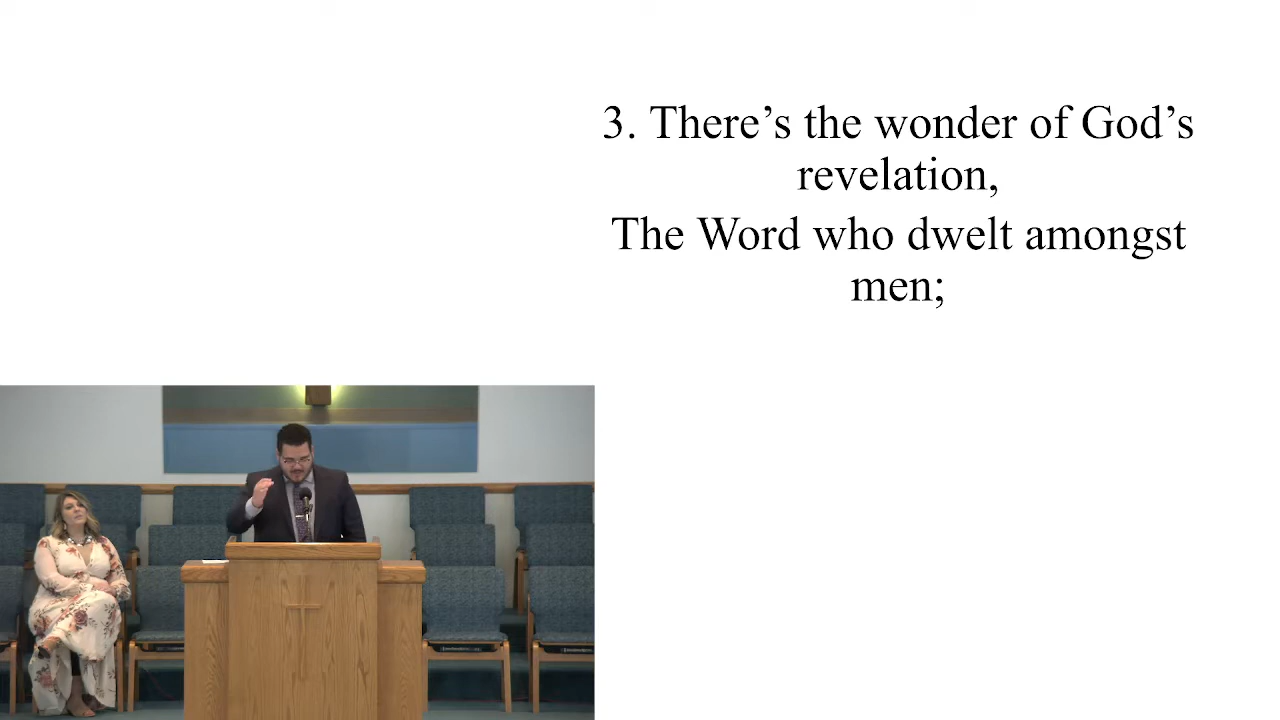 3. There’s the wonder of God’s
revelation,
The Word who dwelt amongst
men;